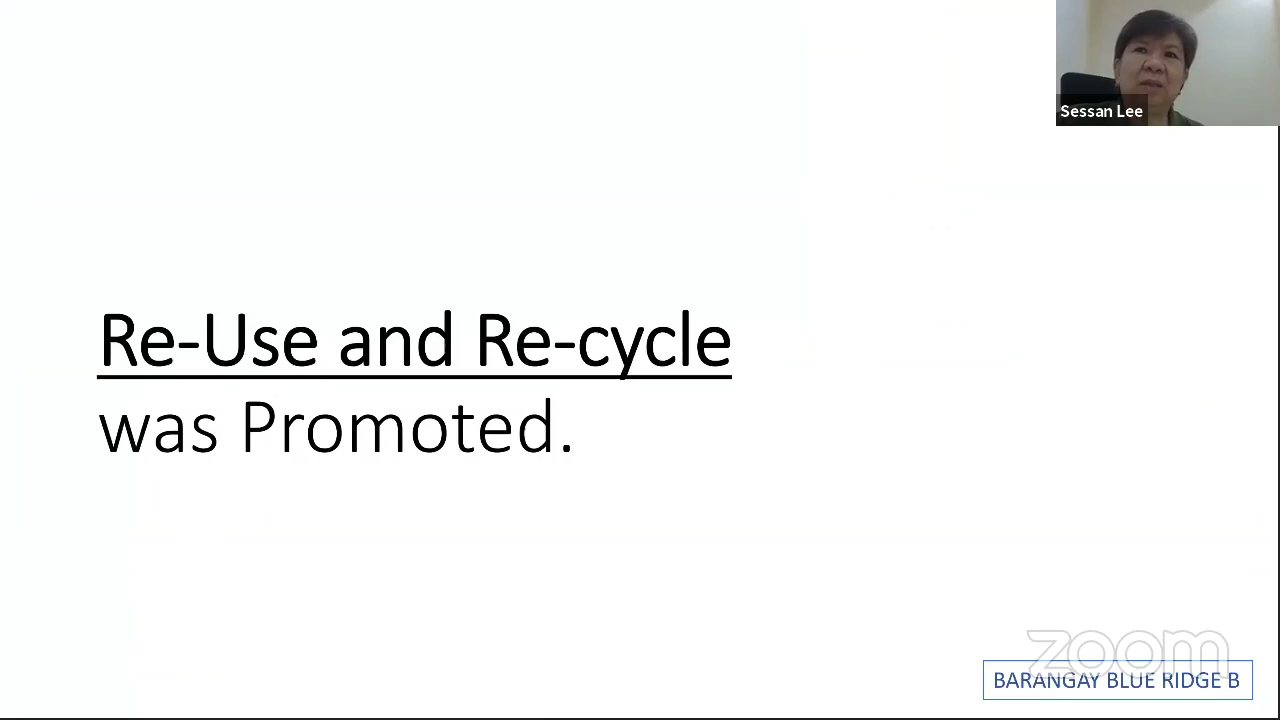 Sessan Lee
Re-Use and Re-cycle
was Promoted.
zoom
BARANGAY BLUE RIDGE B